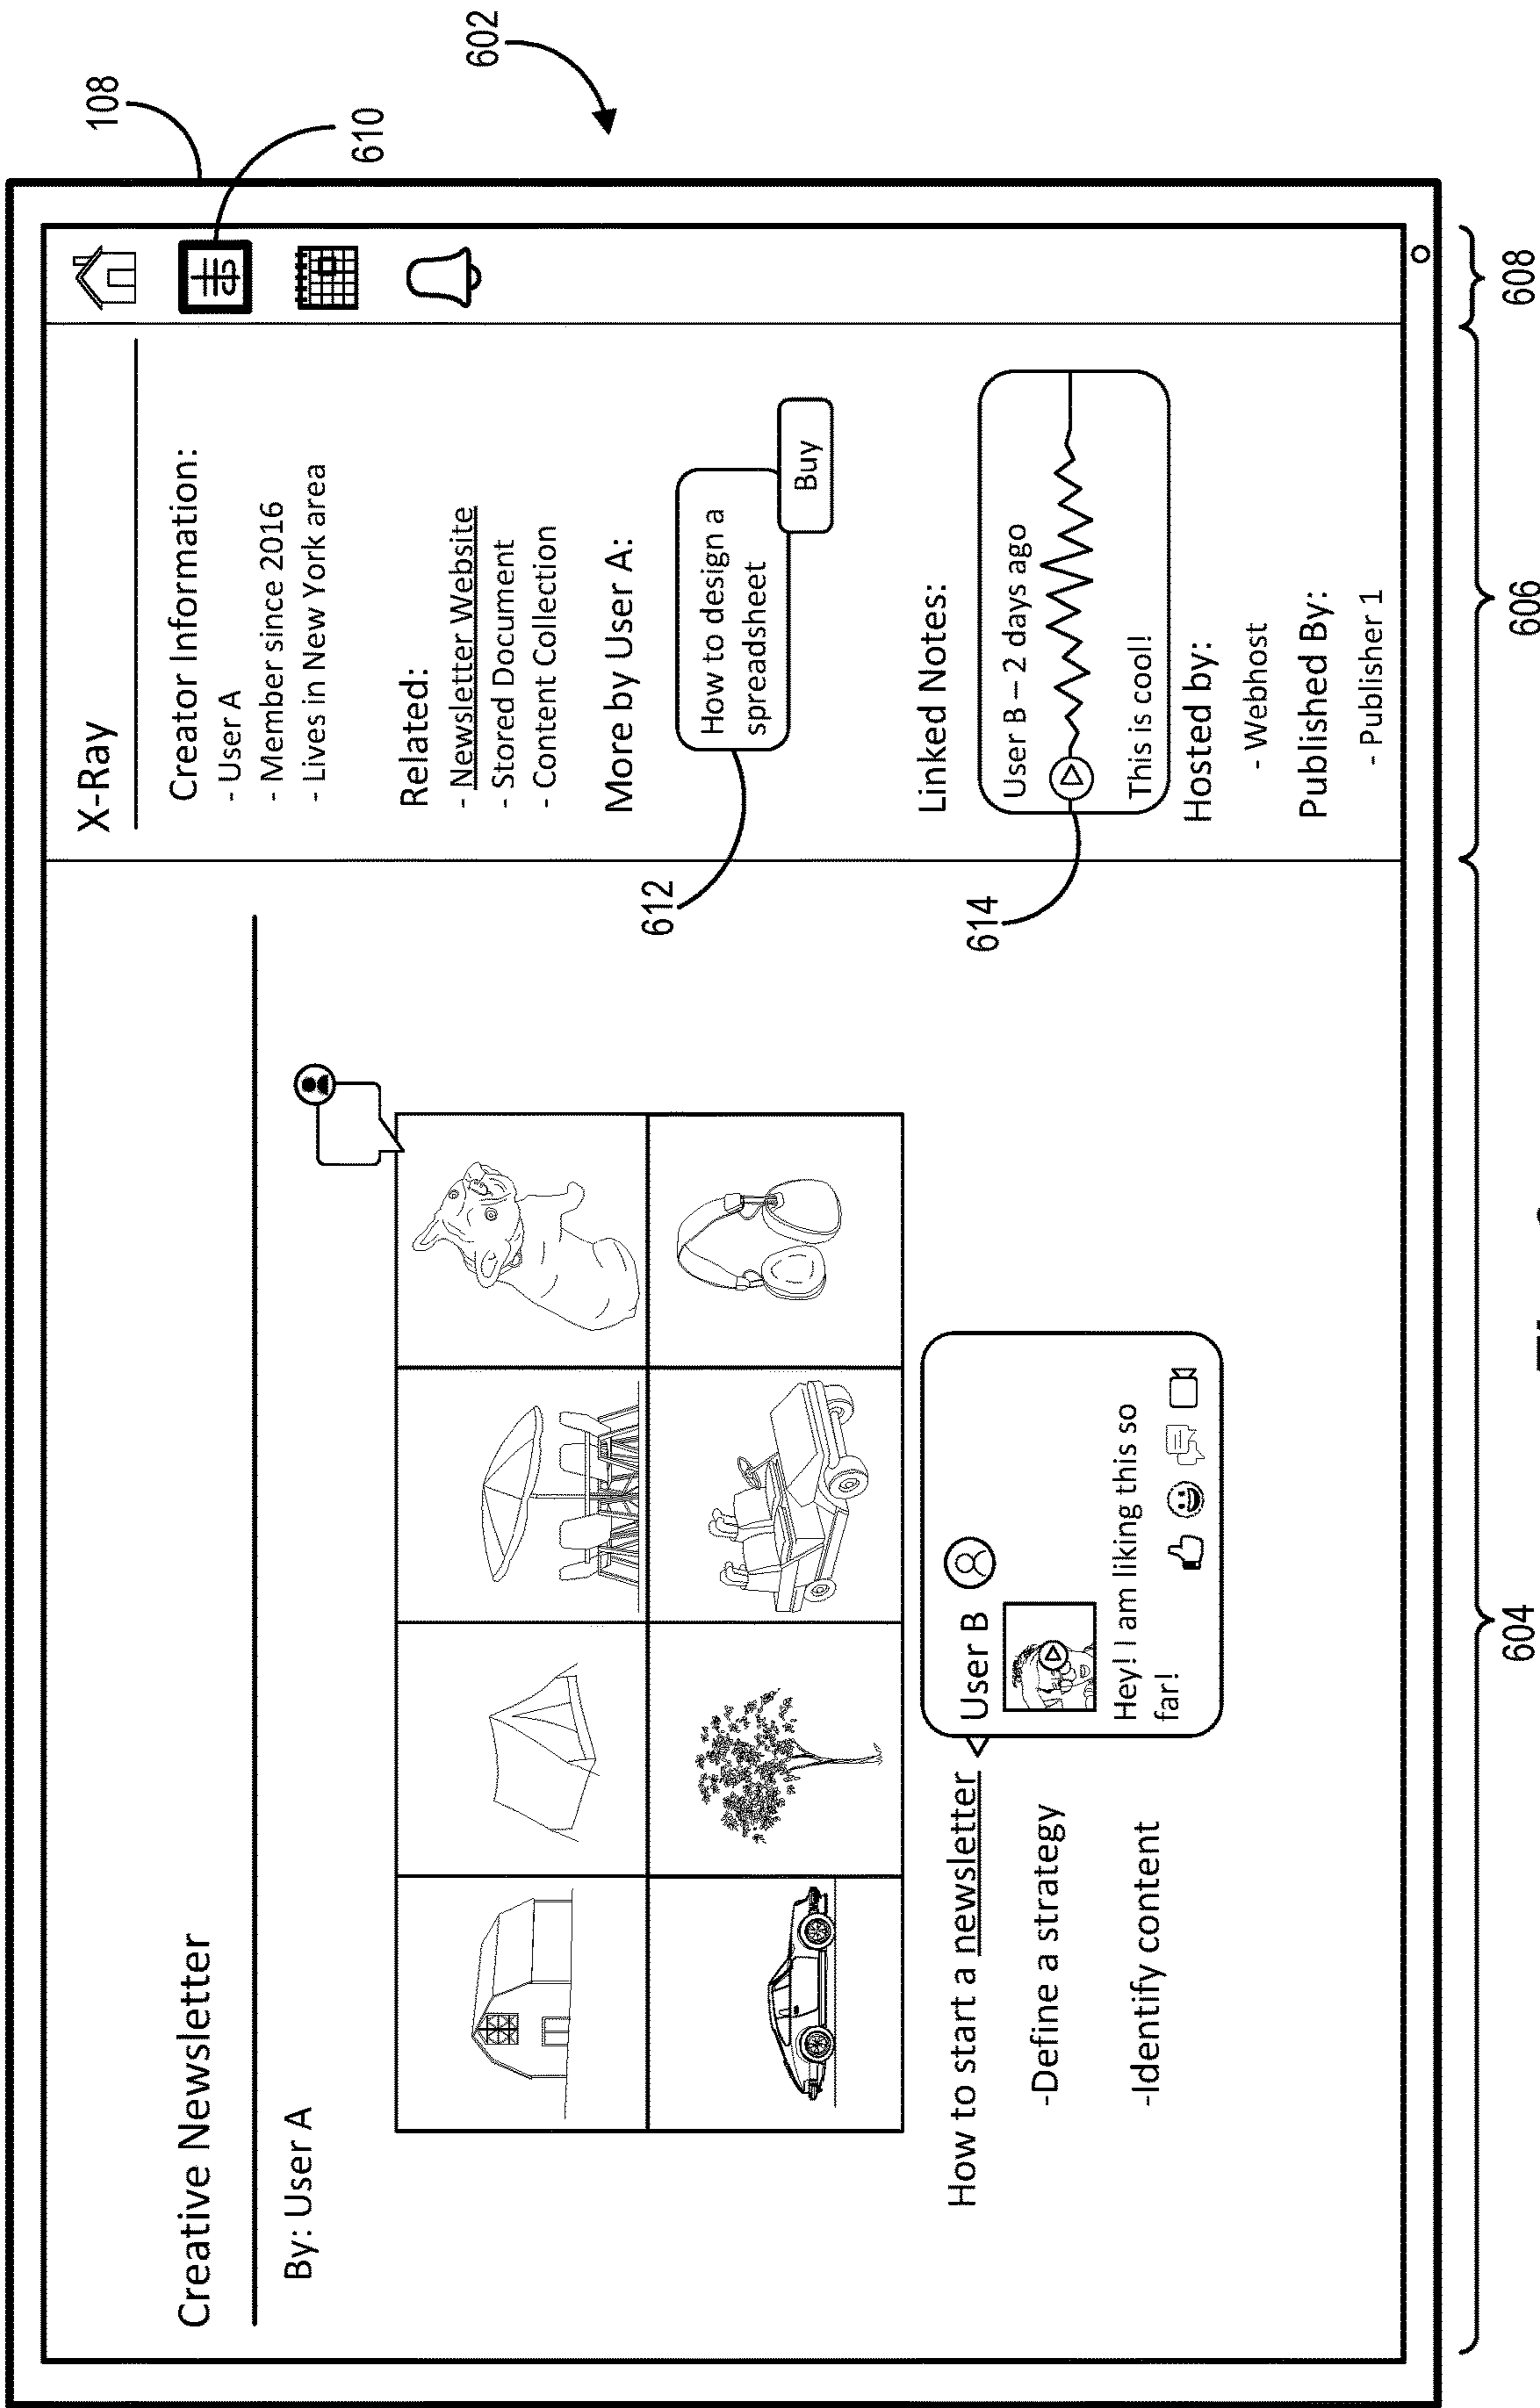 108
602
610
Creative Newsletter
By: User A
How to start a newsletter
-Define a strategy
-Identify content
User B
Hey! I am liking this so
far!
X-Ray
Creator Information:
- User A
- Member since 2016
- Lives in New York area
Related:
- Newsletter Website
- Stored Document
- Content Collection
More by User A:
612
How to design a
spreadsheet
Buy
Linked Notes:
614
User B – 2 days ago
This is cool!
Hosted by:
- Webhost
Published By:
- Publisher 1
604
606
608